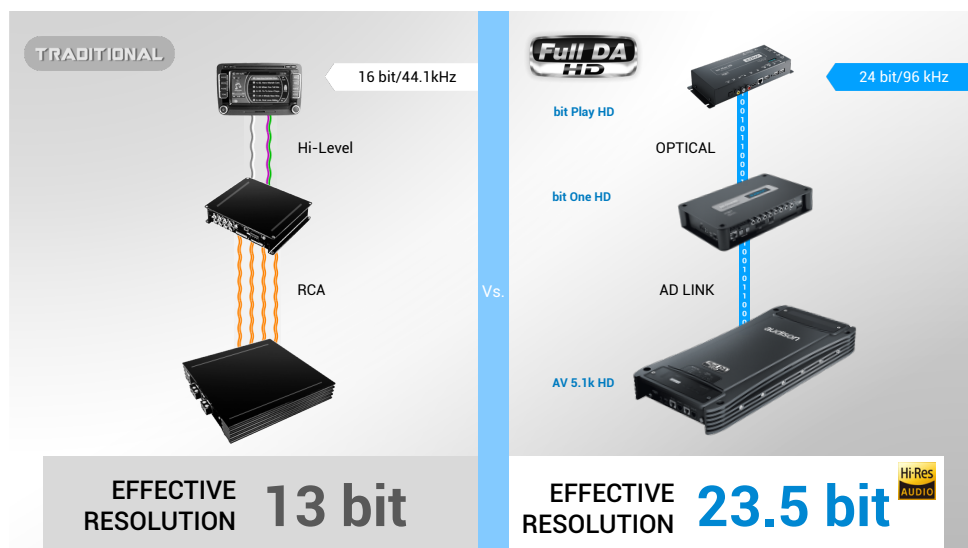 TRADITIONAL
16 bit/44.1kHz
Hi-Level
RCA
EFFECTIVE
RESOLUTION
13 bit
Vs.
Full DA
HD
24 bit/96 kHz
bit Play HD
OPTICAL
bit One HD
AD LINK
audison
AV 5.1k HD
EFFECTIVE
RESOLUTION
23.5 bit
Hi-Res
AUDIO